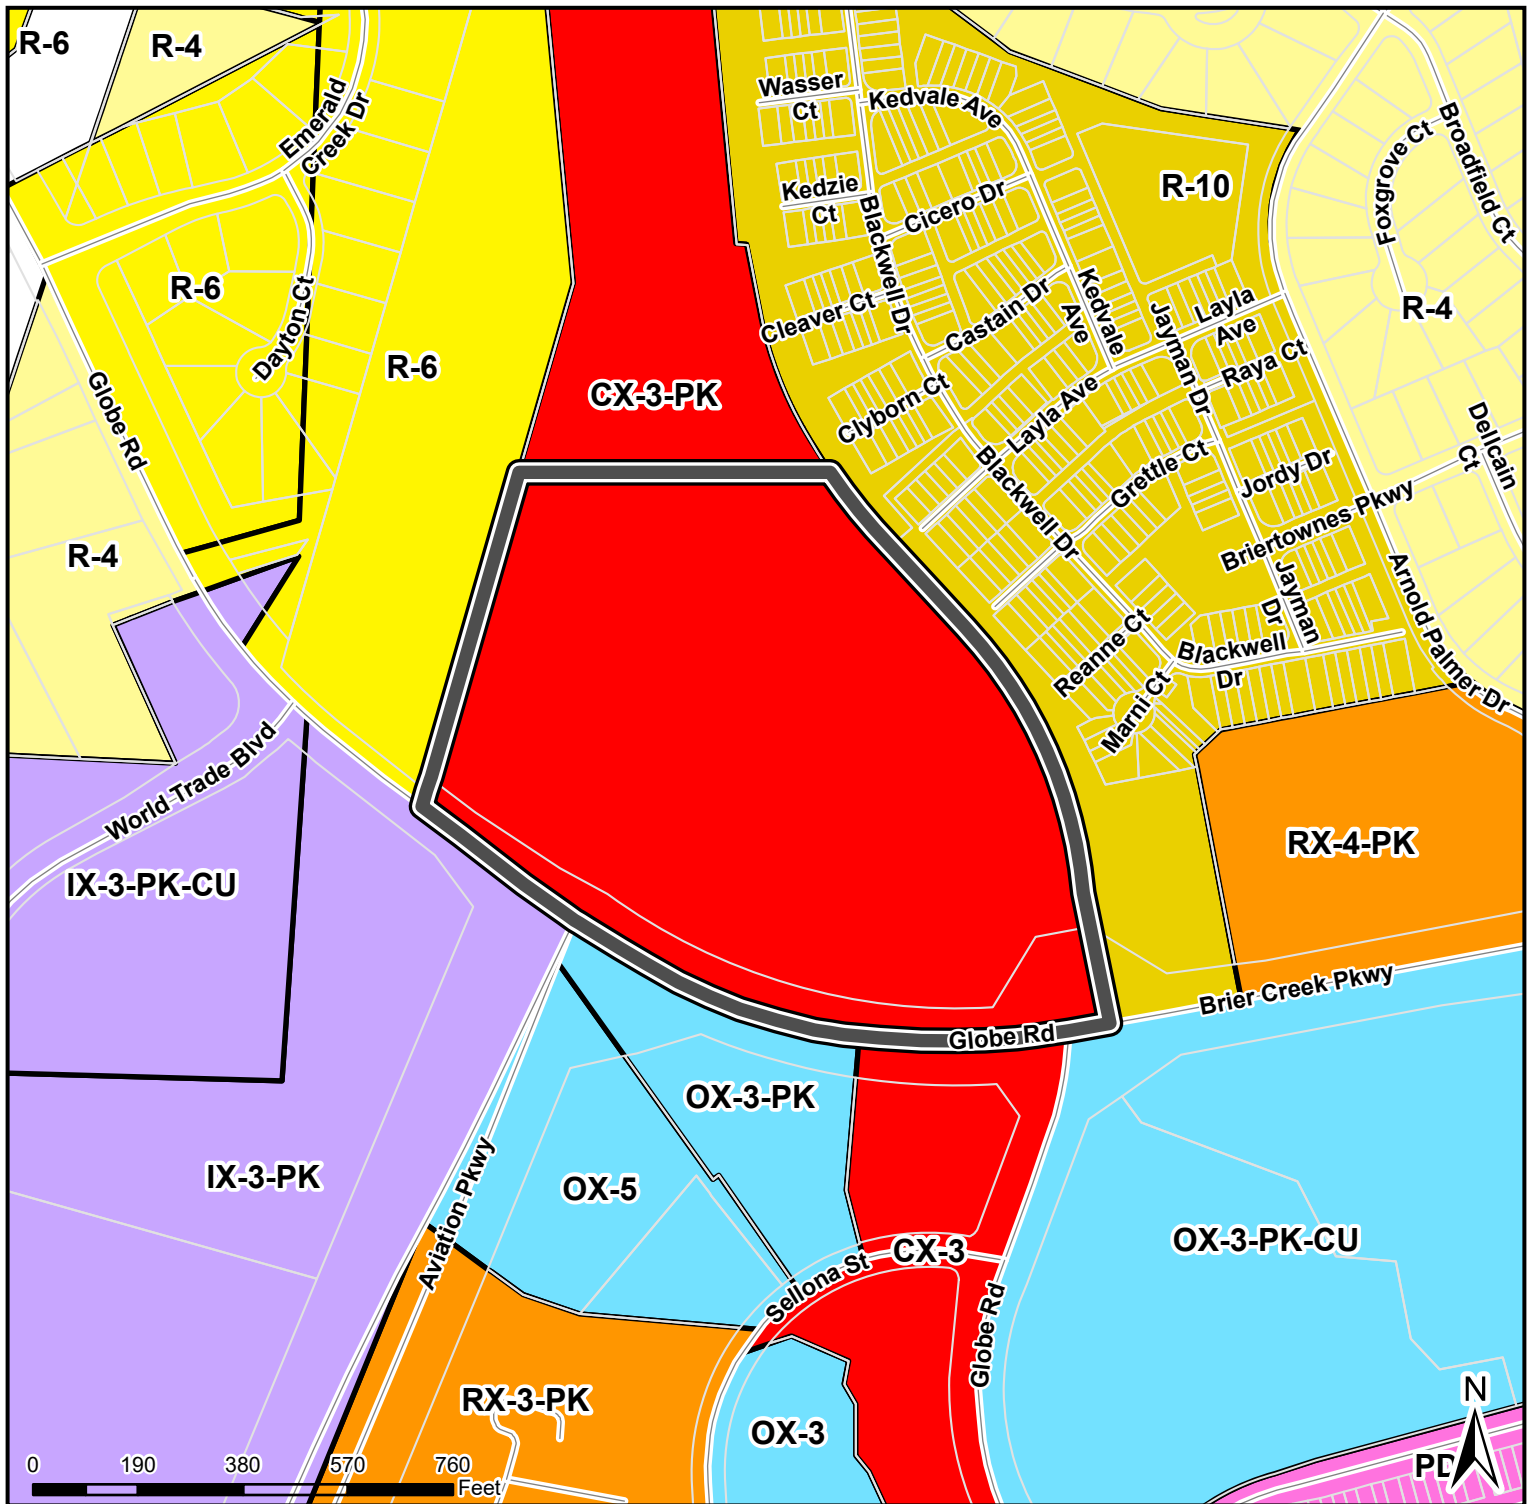 R-6
R-4
Emerald
Creek Dr
Wasser
Ct
Kedvale Ave
Broadfield Ct
Foxgrove Ct
R-10
Kedzie
Ct
Cicero Dr
Blackwell Dr
R-6
Dayton Ct
R-6
Cleaver Ct
Castain Dr
Kedvale
Ave
Jayman Dr
Layla
Ave
R-4
Globe Rd
CX-3-PK
Clyborn Ct
Layla Ave
Raya Ct
Dellcain
Ct
Grettle Ct
Jordy Dr
Blackwell Dr
Briertownes Pkwy
R-4
Jayman
Dr
Arnold Palmer Dr
Reanne Ct
Blackwell
Dr
Marni Ct
World Trade Blvd
RX-4-PK
IX-3-PK-CU
Brier Creek Pkwy
Globe Rd
OX-3-PK
IX-3-PK
Aviation Pkwy
OX-5
CX-3
OX-3-PK-CU
Sellona St
Globe Rd
RX-3-PK
OX-3
N
PD
0 190 380 570 760
Feet